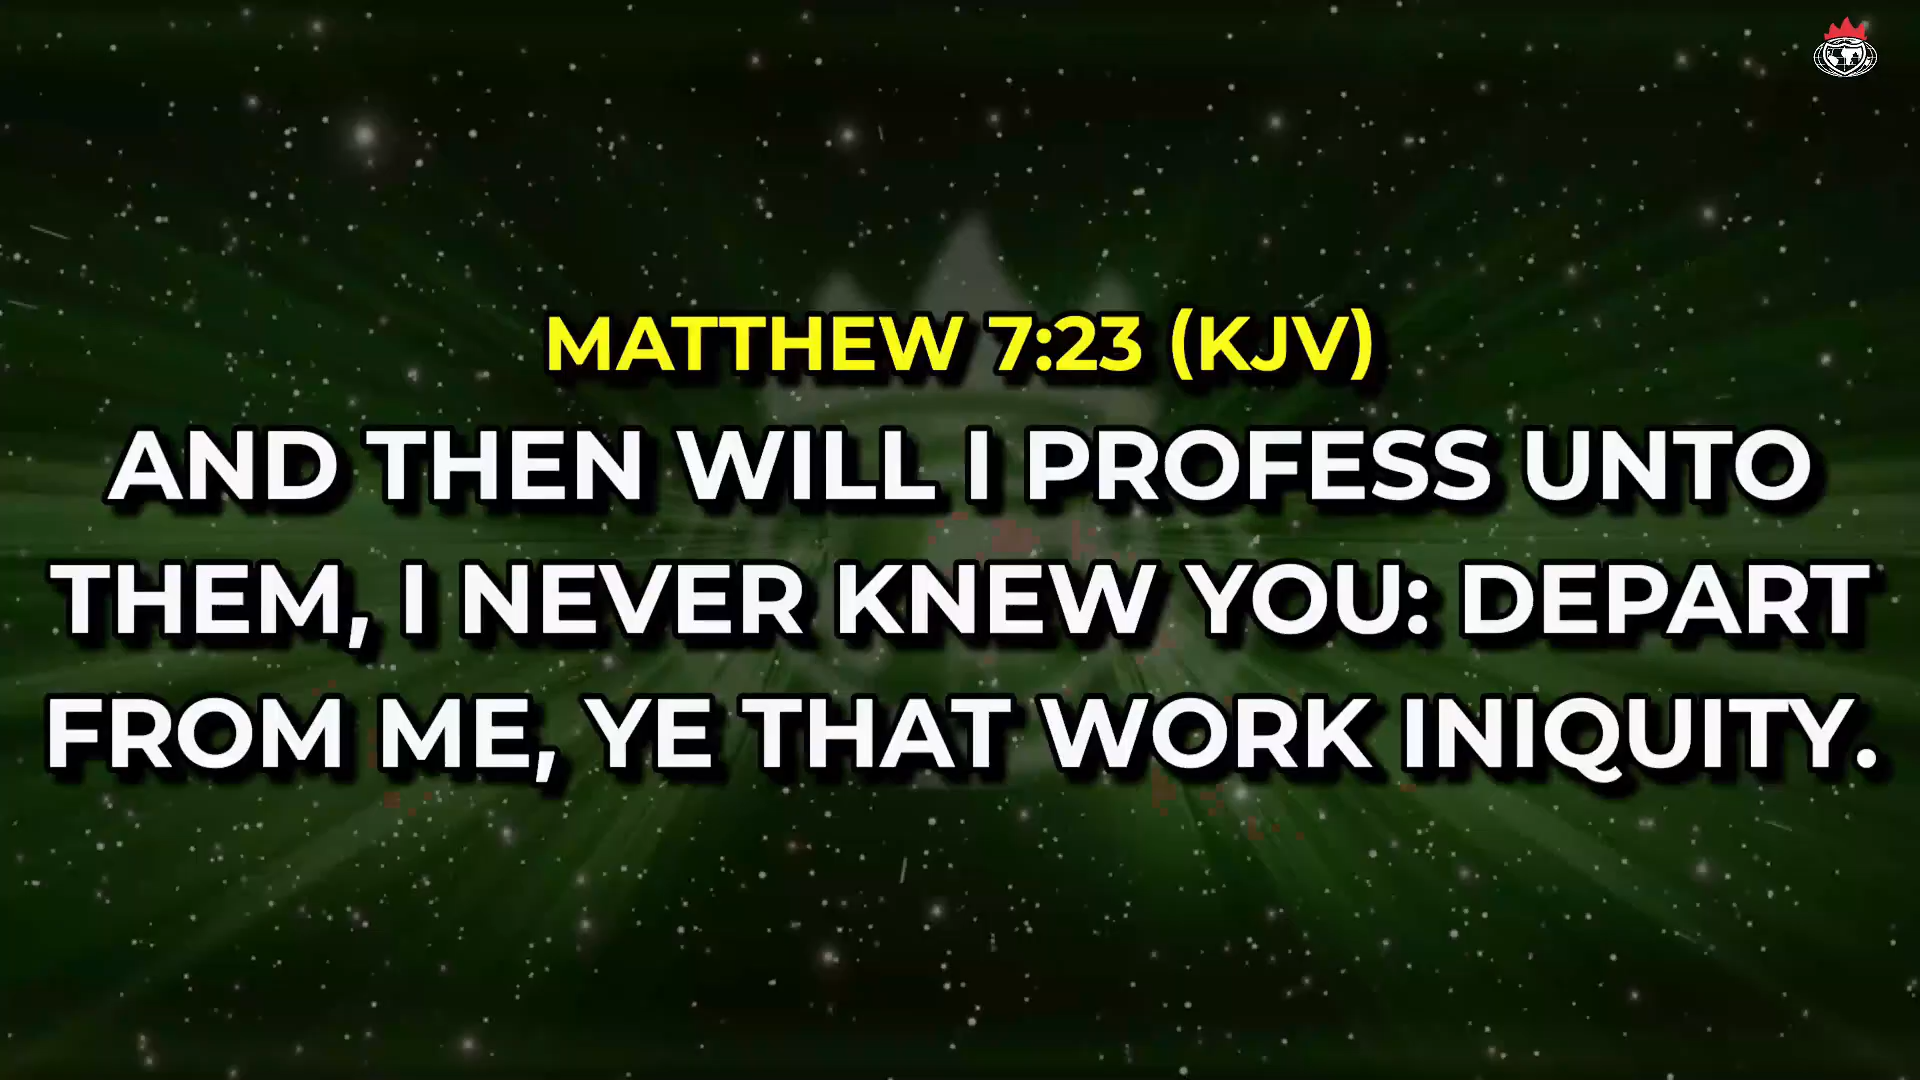 MATTHEW 7:23 (KJV)
AND THEN WILL I PROFESS UNTO
THEM, I NEVER KNEW YOU: DEPART
FROM ME, YE THAT WORK INIQUITY.